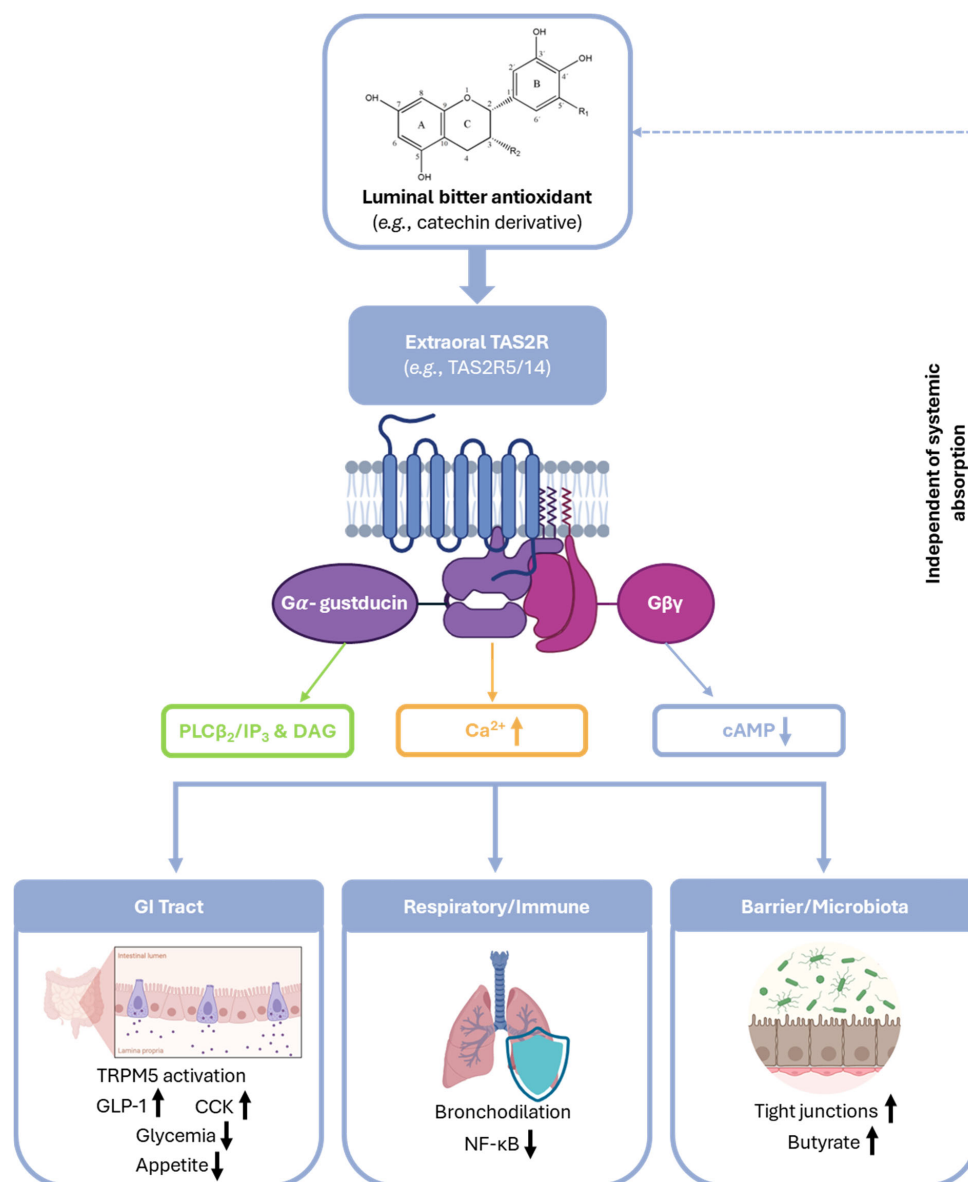 OH
3´
2´
4´
OH
B
8
1
O
1´
5´
HO
7
9
2
6´
R1
A
C
6
10
3
R2
5
4
OH
Luminal bitter antioxidant
(e.g., catechin derivative)
Extraoral TAS2R
(e.g., TAS2R5/14)
Independent of systemic
absorption
Gα- gustducin
Gβγ
PLCβ₂/IP₃ & DAG
Ca²⁺
cAMP
GI Tract
Intestinal lumen
Lamina propria
TRPM5 activation
GLP-1 CCK
Glycemia
Appetite
Respiratory/Immune
Bronchodilation
NF-κB
Barrier/Microbiota
Tight junctions
Butyrate